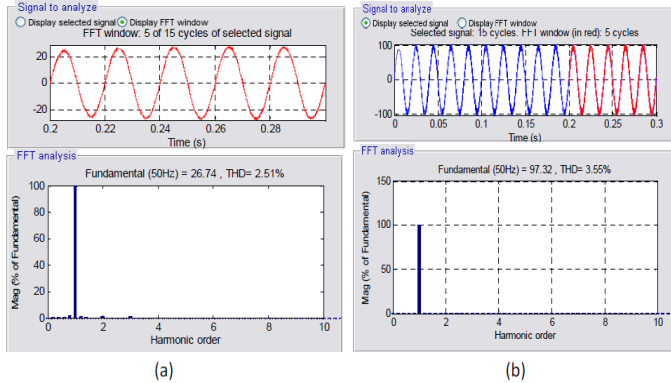 Signal to analyze
Display selected signal Display FFT window
FFT window: 5 of 15 cycles of selected signal
20
0
-20
0.2 0.22 0.24 0.26 0.28
Time (s)
FFT analysis
Fundamental (50Hz) = 26.74 , THD= 2.51%
Mag (% of Fundamental)
100
80
60
40
20
0
0 2 4 6 8 10
Harmonic order
(a)
Signal to analyze
Display selected signal Display FFT window
Selected signal: 15 cycles. FFT window (in red): 5 cycles
100
0
-100
0 0.05 0.1 0.15 0.2 0.25 0.3
Time (s)
FFT analysis
Fundamental (50Hz) = 97.32 , THD= 3.55%
Mag (% of Fundamental)
150
100
50
0
0 2 4 6 8 10
Harmonic order
(b)